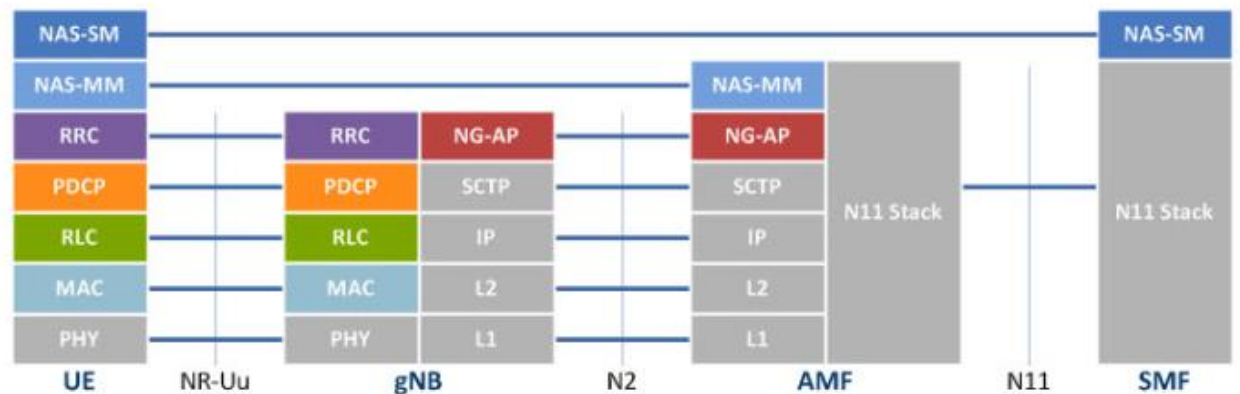 NAS-SM NAS-SM
NAS-MM NAS-MM
RRC RRC NG-AP NG-AP
PDCP PDCP SCTP SCTP
N11 Stack N11 Stack
RLC RLC IP IP
MAC MAC L2 L2
PHY PHY L1 L1
UE NR-Uu gNB N2 AMF N11 SMF